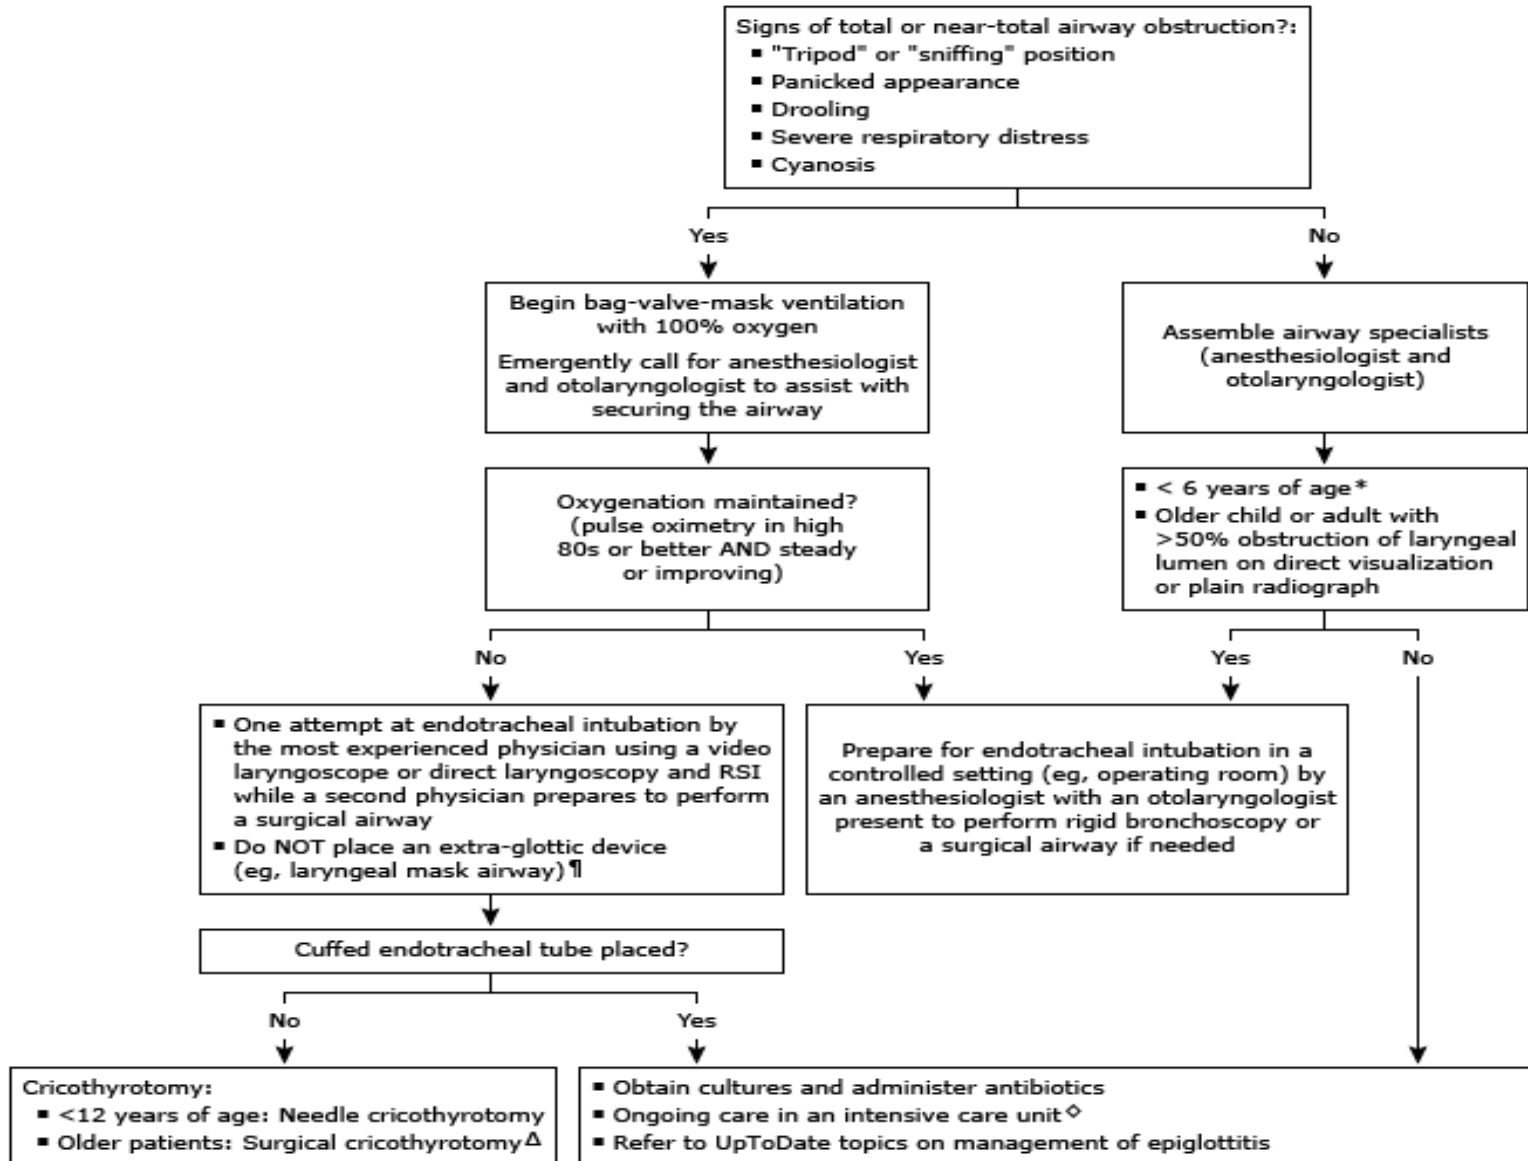 Signs of total or near-total airway obstruction?:
▪ "Tripod" or "sniffing" position
▪ Panicked appearance
▪ Drooling
▪ Severe respiratory distress
▪ Cyanosis
Yes
No
Begin bag-valve-mask ventilation
with 100% oxygen
Emergently call for anesthesiologist
and otolaryngologist to assist with
securing the airway
Assemble airway specialists
(anesthesiologist and
otolaryngologist)
Oxygenation maintained?
(pulse oximetry in high
80s or better AND steady
or improving)
▪ < 6 years of age*
▪ Older child or adult with
>50% obstruction of laryngeal
lumen on direct visualization
or plain radiograph
No
Yes
Yes
No
▪ One attempt at endotracheal intubation by
the most experienced physician using a video
laryngoscope or direct laryngoscopy and RSI
while a second physician prepares to perform
a surgical airway
▪ Do NOT place an extra-glottic device
(eg, laryngeal mask airway)¶
Prepare for endotracheal intubation in a
controlled setting (eg, operating room) by
an anesthesiologist with an otolaryngologist
present to perform rigid bronchoscopy or
a surgical airway if needed
Cuffed endotracheal tube placed?
No
Yes
Cricothyrotomy:
▪ <12 years of age: Needle cricothyrotomy
▪ Older patients: Surgical cricothyrotomyΔ
▪ Obtain cultures and administer antibiotics
▪ Ongoing care in an intensive care unit◇
▪ Refer to UpToDate topics on management of epiglottitis